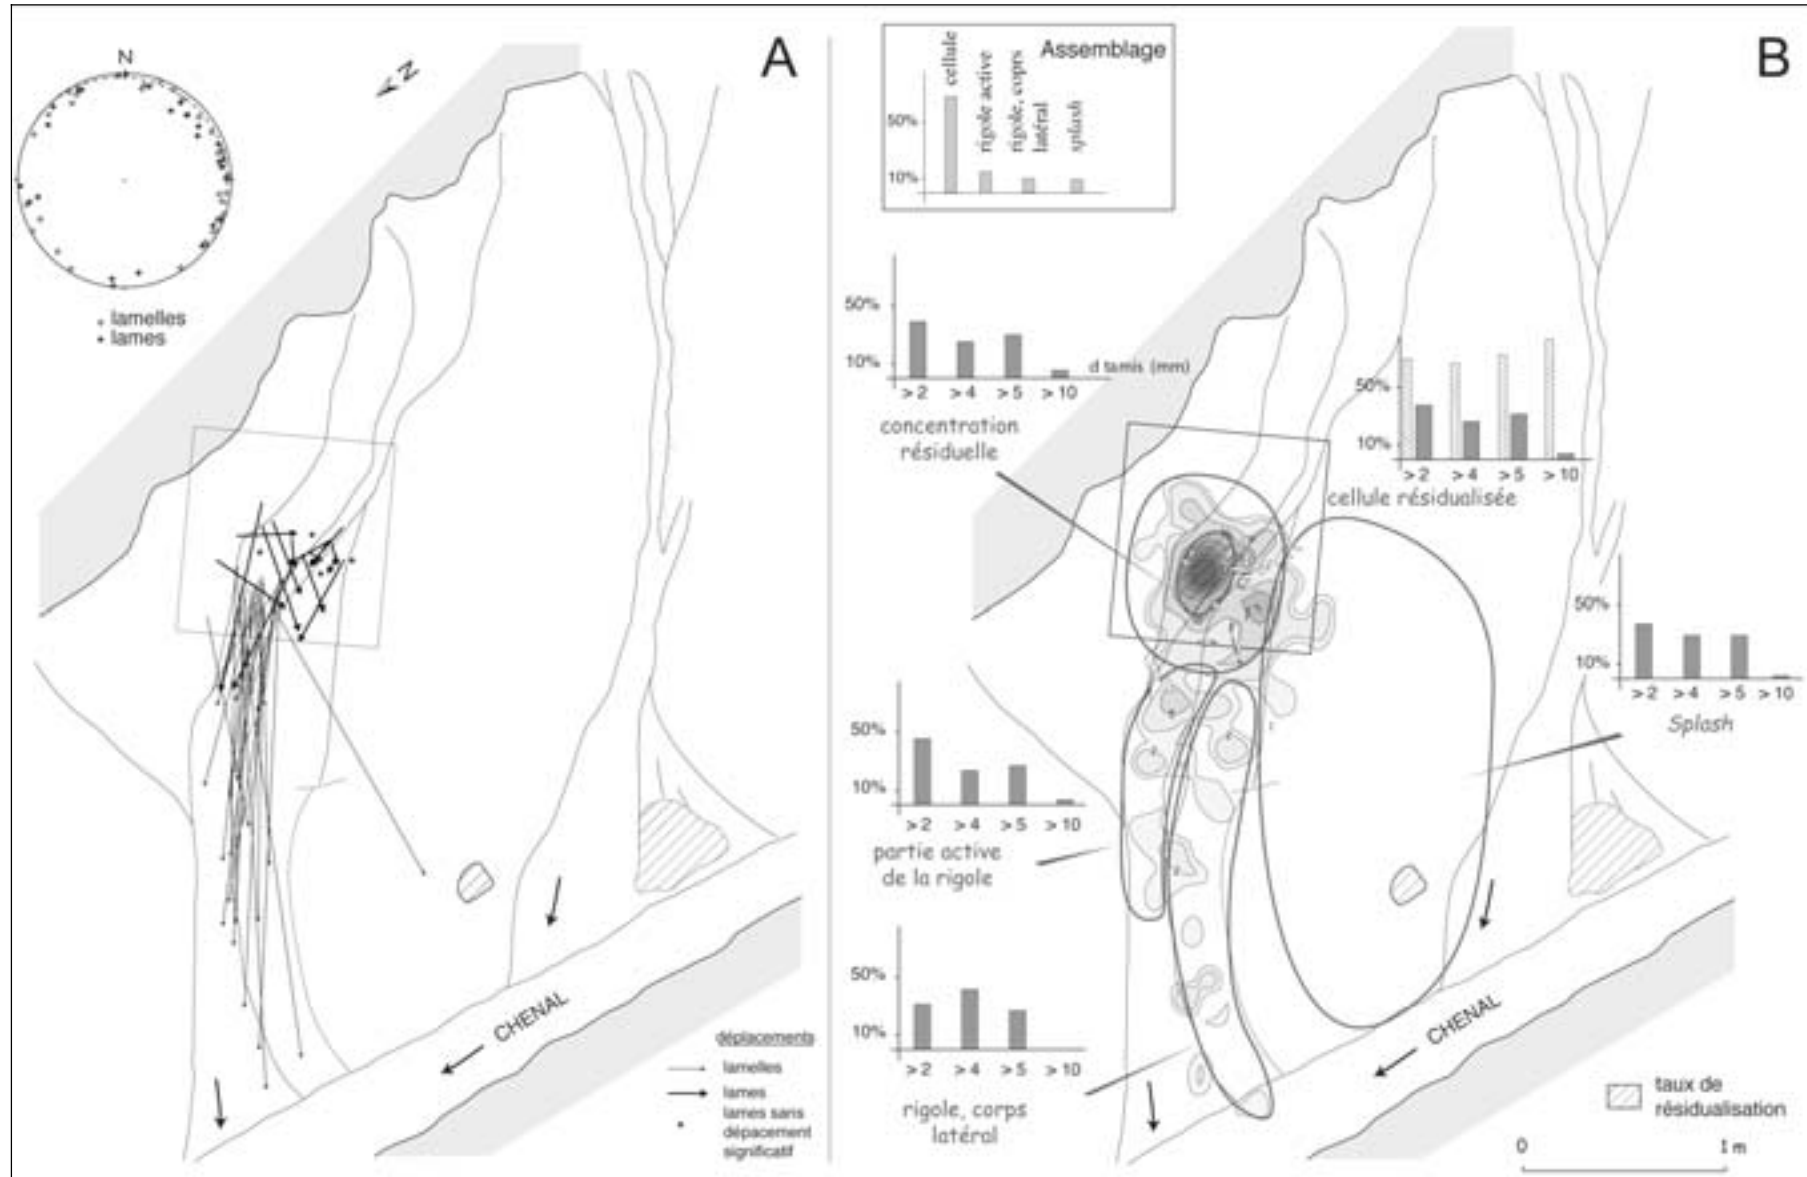 A
N
N
lamelles
lames
CHENAL
déplacements
lamelles
lames
lames sans
dépacement
significatif
B
Assemblage
cellule
rigole active
rigole, coprs
latéral
splash
50%
10%
50%
10%
d tamis (mm)
> 2 > 4 > 5 > 10
concentration
résiduelle
50%
10%
> 2 > 4 > 5 > 10
cellule résidualisée
50%
10%
> 2 > 4 > 5 > 10
Splash
50%
10%
> 2 > 4 > 5 > 10
partie active
de la rigole
50%
10%
> 2 > 4 > 5 > 10
rigole, corps
latéral
CHENAL
taux de
résidualisation
0 1 m